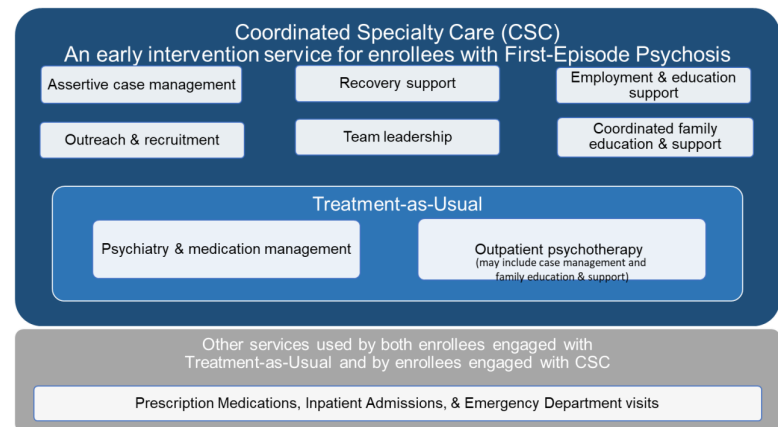 Coordinated Specialty Care (CSC)
An early intervention service for enrollees with First-Episode Psychosis
Assertive case management
Recovery support
Employment & education
support
Outreach & recruitment
Team leadership
Coordinated family
education & support
Treatment-as-Usual
Psychiatry & medication management
Outpatient psychotherapy
(may include case management and
family education & support)
Other services used by both enrollees engaged with
Treatment-as-Usual and by enrollees engaged with CSC
Prescription Medications, Inpatient Admissions, & Emergency Department visits